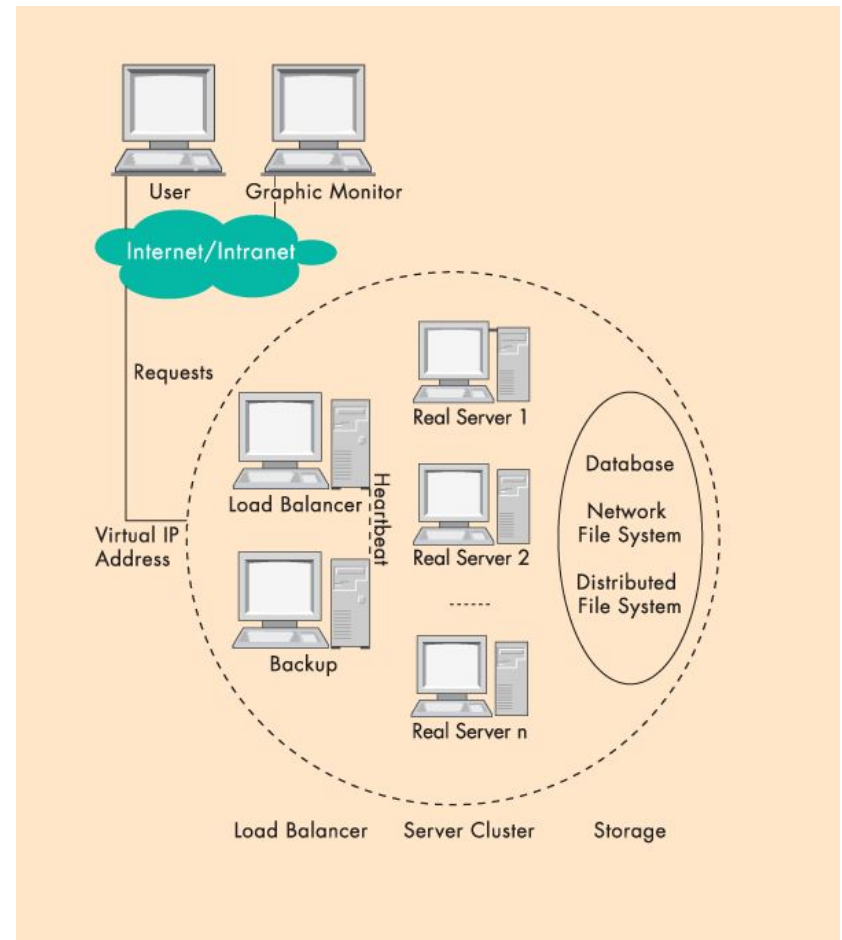 User
Graphic Monitor
Internet/Intranet
Requests
Virtual IP
Address
Load Balancer
Heartbeat
Backup
Real Server 1
Real Server 2
......
Real Server n
Database
Network
File System
Distributed
File System
Load Balancer
Server Cluster
Storage